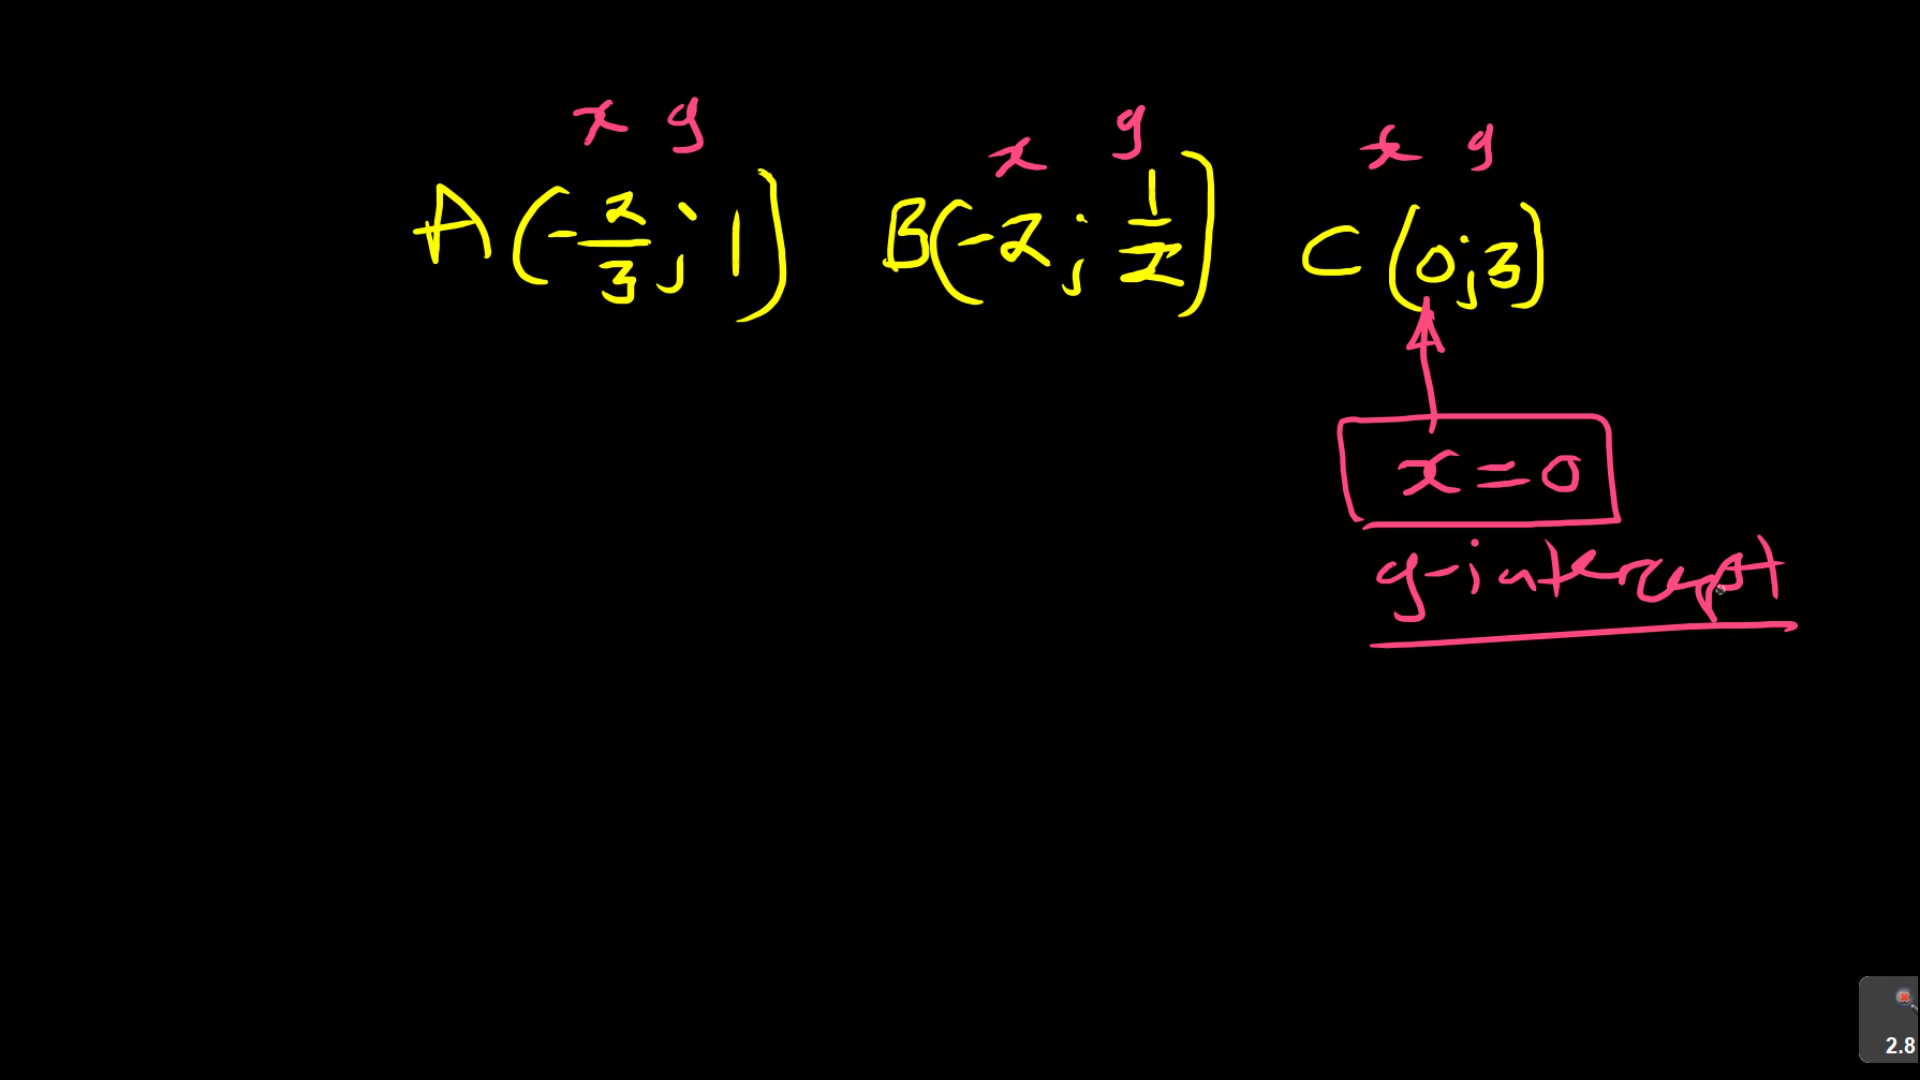 x y x y x y
A(-2/3; 1) B(-2; 1/2) C(0;3)
x=0
y-intercept
2.8